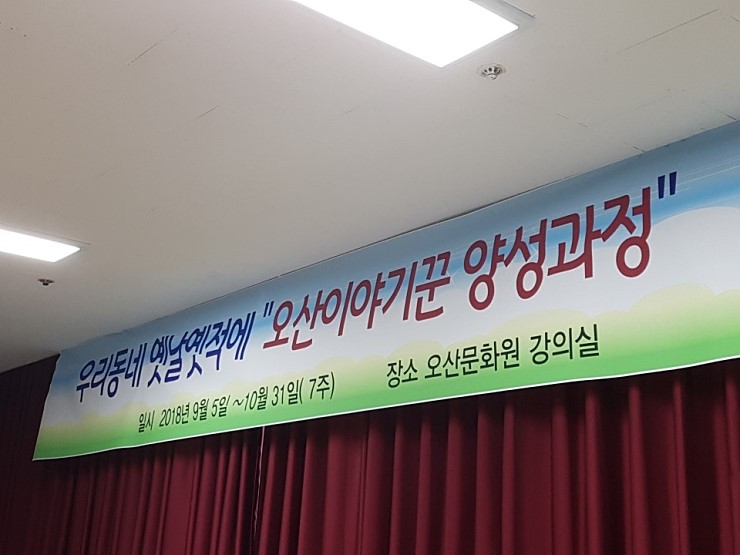 우리동네 옛날옛적에 "오산이야기꾼 양성과정"
일시 2018년 9월 5일 ~10월 31일( 7주) 장소 오산문화원 강의실